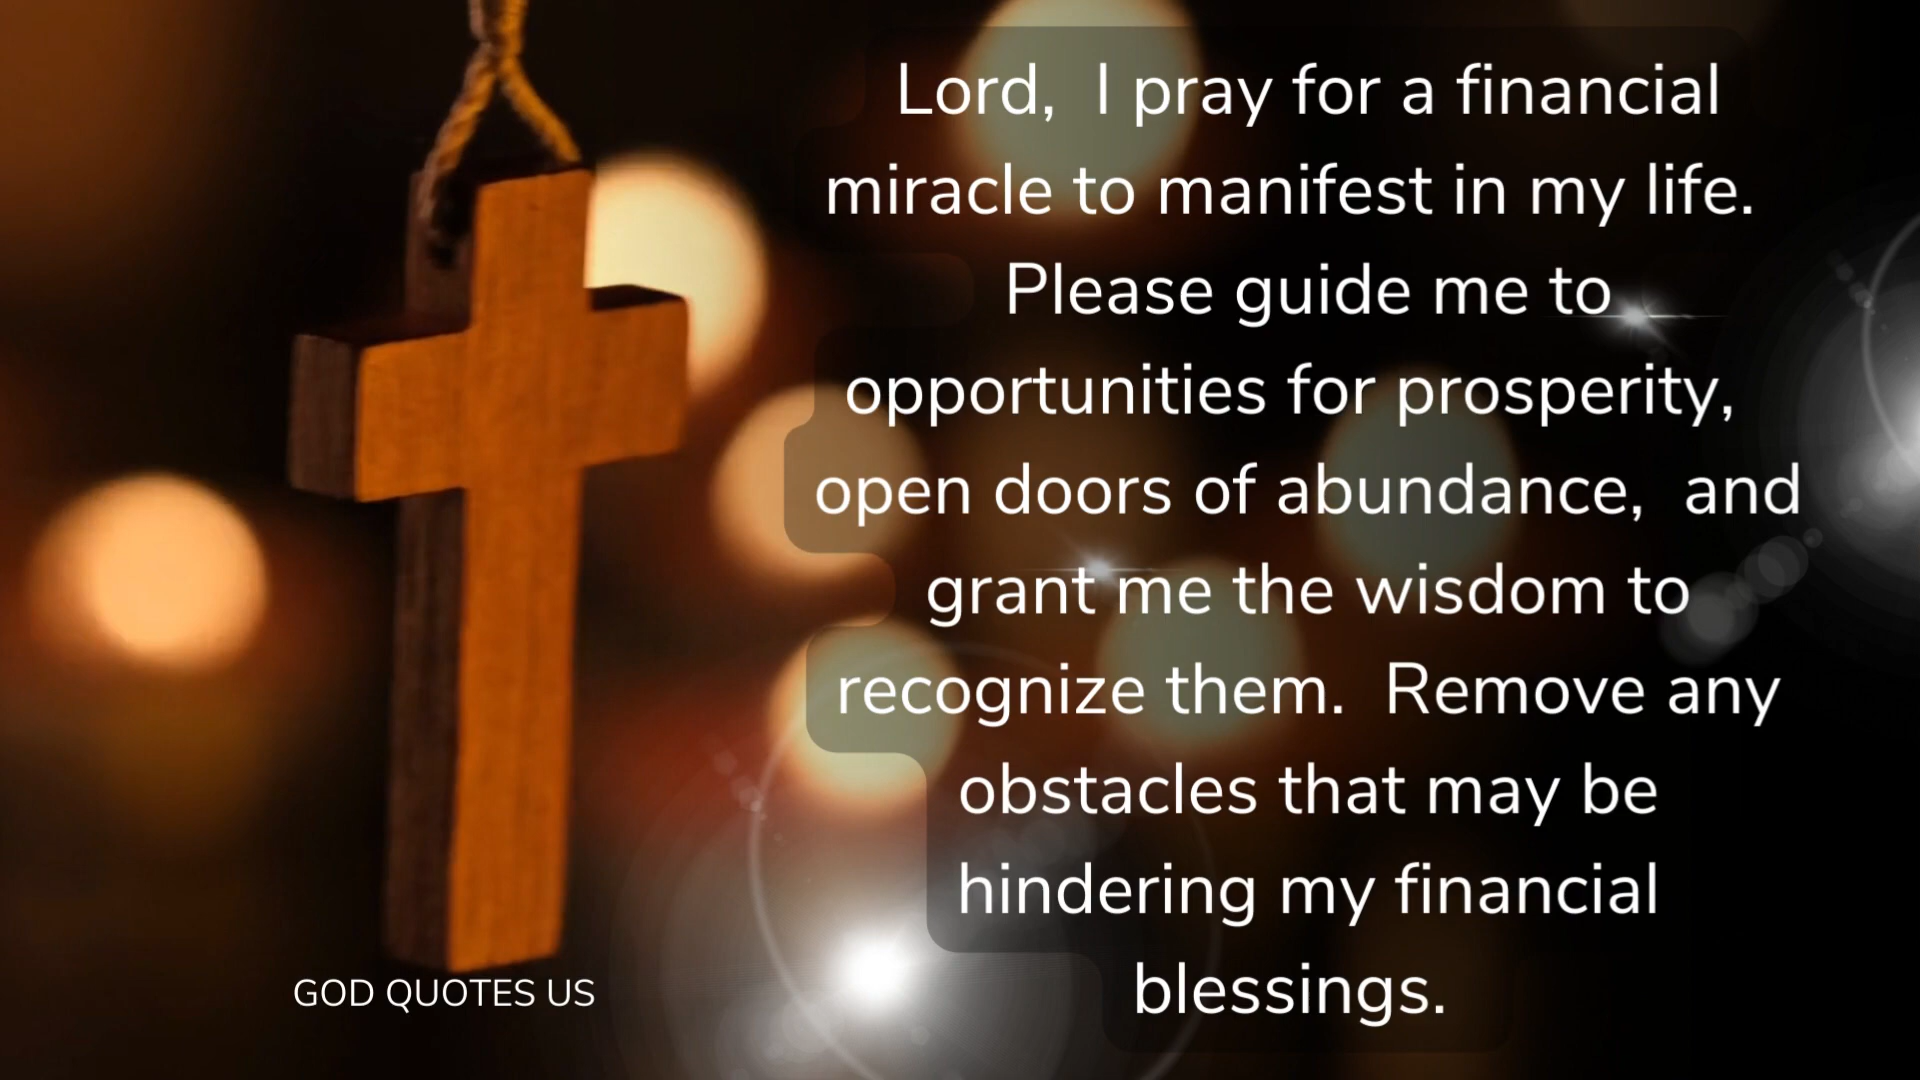 Lord,  I pray for a financial
miracle to manifest in my life.
Please guide me to
opportunities for prosperity,
open doors of abundance,  and
grant me the wisdom to
recognize them.  Remove any
obstacles that may be
hindering my financial
blessings.
GOD QUOTES US